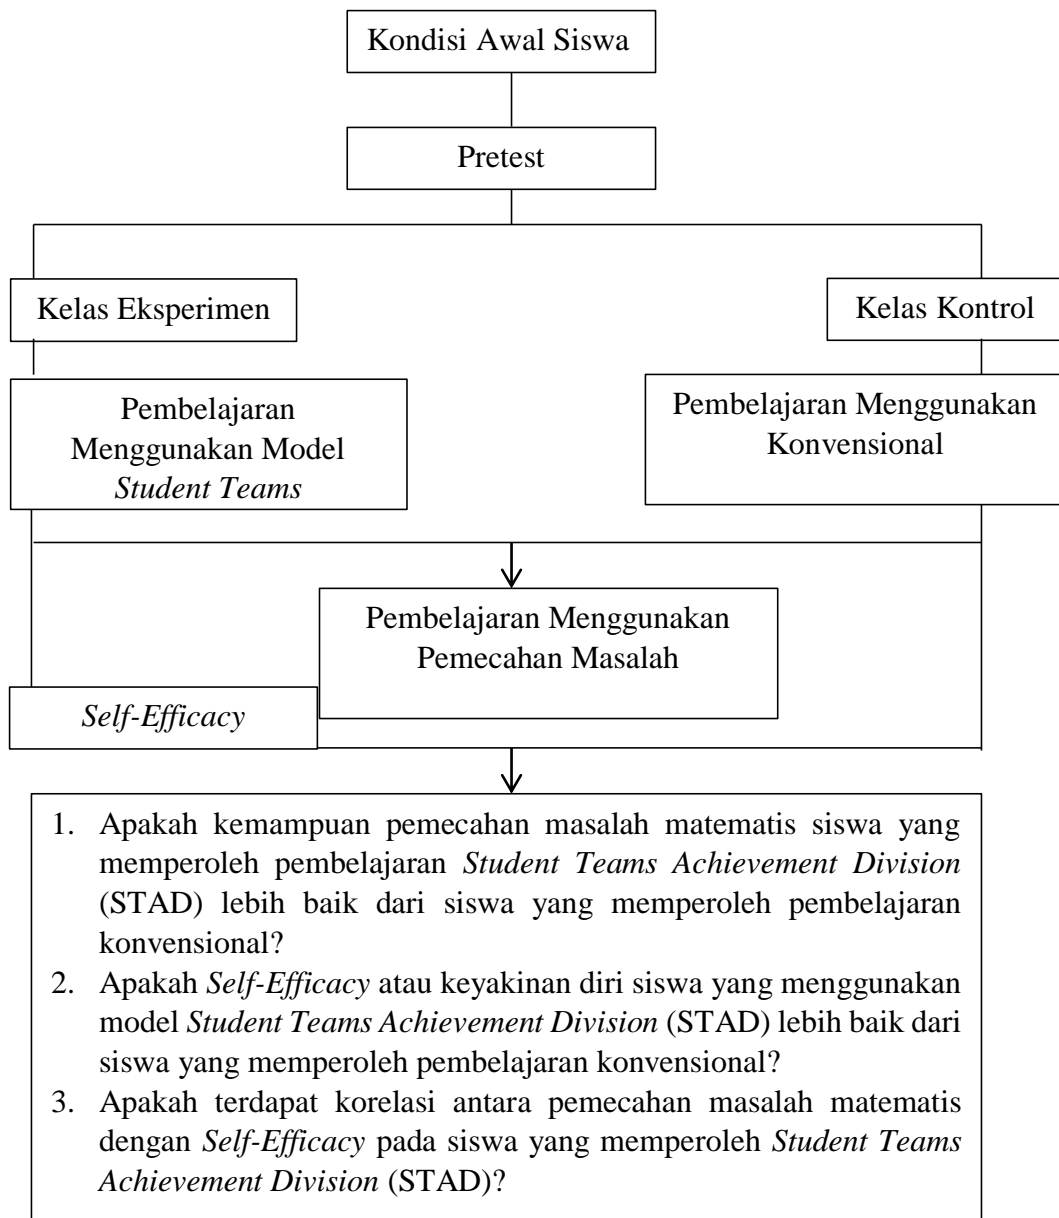 Kondisi Awal Siswa
Pretest
Kelas Eksperimen
Kelas Kontrol
Pembelajaran
Menggunakan Model
Student Teams
Pembelajaran Menggunakan
Konvensional
Pembelajaran Menggunakan
Pemecahan Masalah
Self-Efficacy
1. Apakah kemampuan pemecahan masalah matematis siswa yang
memperoleh pembelajaran Student Teams Achievement Division
(STAD) lebih baik dari siswa yang memperoleh pembelajaran
konvensional?
2. Apakah Self-Efficacy atau keyakinan diri siswa yang menggunakan
model Student Teams Achievement Division (STAD) lebih baik dari
siswa yang memperoleh pembelajaran konvensional?
3. Apakah terdapat korelasi antara pemecahan masalah matematis
dengan Self-Efficacy pada siswa yang memperoleh Student Teams
Achievement Division (STAD)?